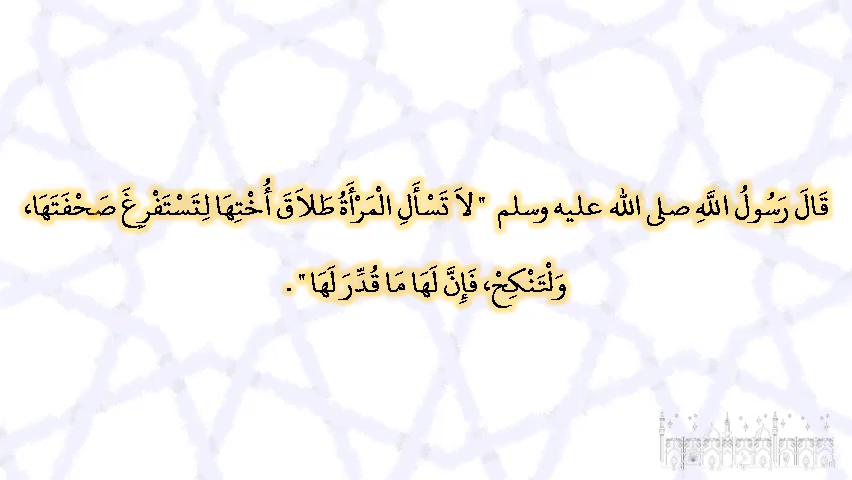 قَالَ رَسُولُ اللَّهِ صلى الله عليه وسلم ‏"‏ لاَ تَسْأَلِ الْمَرْأَةُ طَلاَقَ أُخْتِهَا لِتَسْتَفْرِغَ صَحْفَتَهَا،
وَلْتَنْكِحْ، فَإِنَّ لَهَا مَا قُدِّرَ لَهَا ‏"‏ ‏.‏